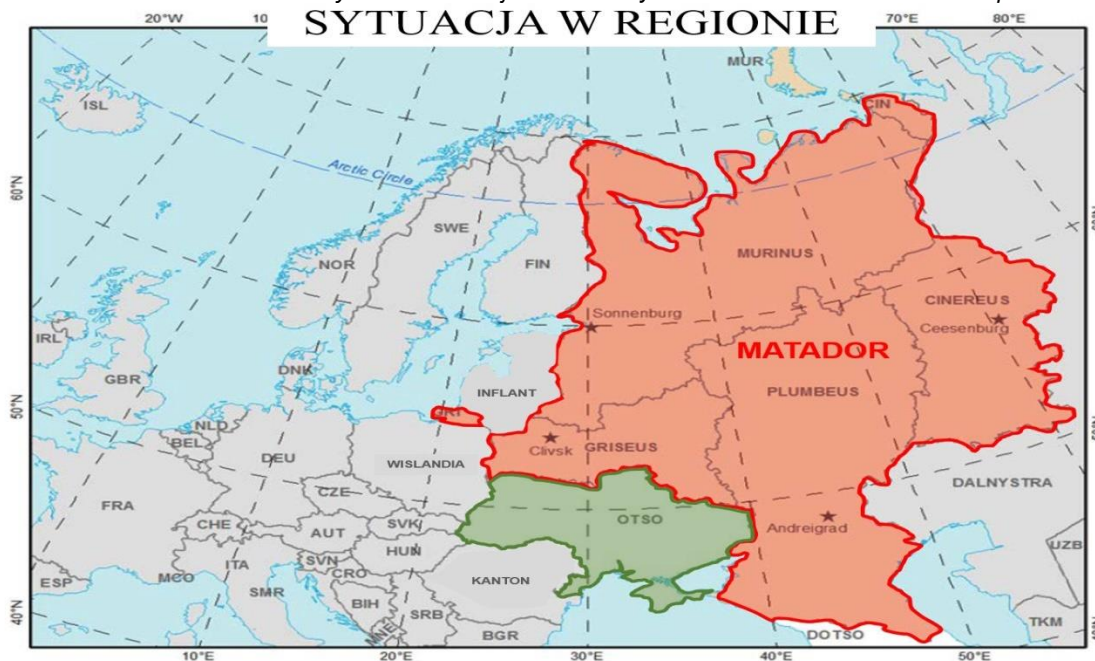 SYTUACJA W REGIONIE
20°W 10 70°E 80°E
MUR
ISL
CIN
Arctic Circle
60°N
SWE
NOR
FIN
MURINUS
CINEREUS
Sonnenburg
Ceesenburg
IRL
DNK
MATADOR
GBR
INFLANT
PLUMBEUS
50°N
NLD
BEL
DEU
WISLANDIA
Clivsk
GRISEUS
DALNYSTRA
CZE
FRA
OTSO
Andreigrad
CHE
AUT
SVK
HUN
SVN
UZB
ESP
MCO
ITA
CRO
KANTON
SMR
BIH
SRB
40°N
MNE
BGR
DOTSO
TKM
10°E 20°E 30°E 40°E 50°E